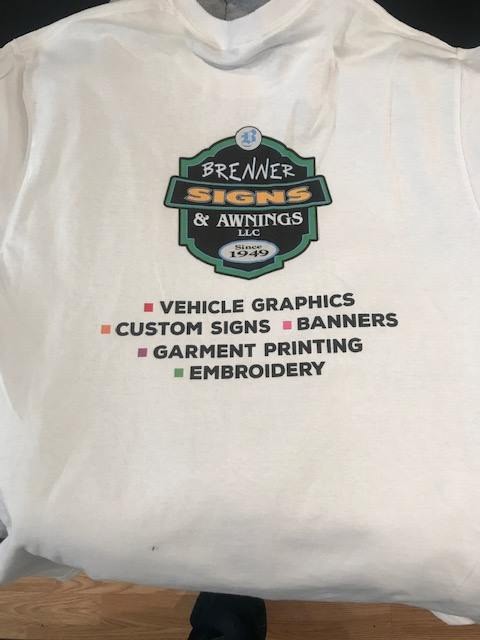 B
BRENNER
SIGNS
& AWNINGS
LLC
Since
1949
VEHICLE GRAPHICS
CUSTOM SIGNS BANNERS
GARMENT PRINTING
EMBROIDERY